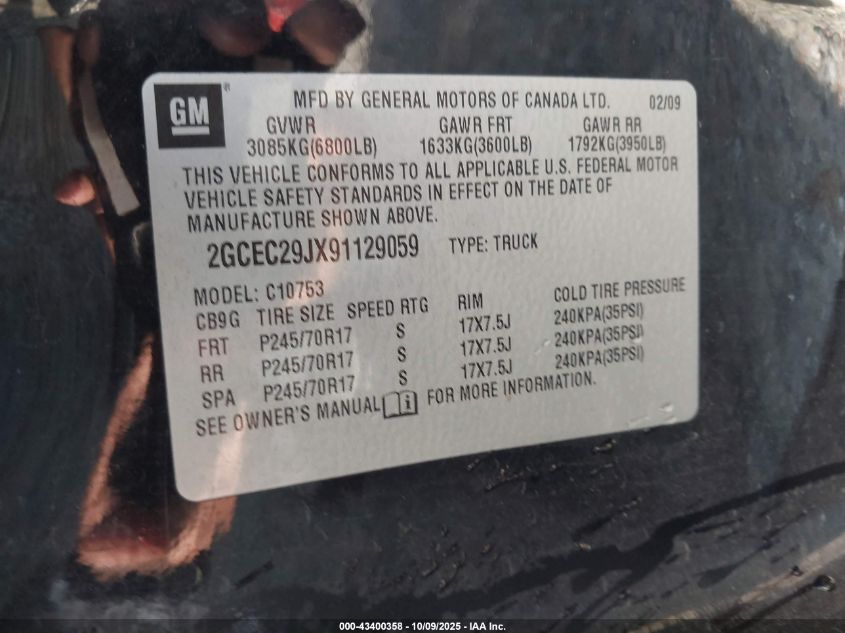 GM
MFD BY GENERAL MOTORS OF CANADA LTD. 02/09
GVWR GAWR FRT GAWR RR
3085KG(6800LB) 1633KG(3600LB) 1792KG(3950LB)
THIS VEHICLE CONFORMS TO ALL APPLICABLE U.S. FEDERAL MOTOR
VEHICLE SAFETY STANDARDS IN EFFECT ON THE DATE OF
MANUFACTURE SHOWN ABOVE.
2GCEC29JX91129059 TYPE: TRUCK
MODEL: C10753
CB9G TIRE SIZE SPEED RTG RIM COLD TIRE PRESSURE
FRT P245/70R17 S 17X7.5J 240KPA(35PSI)
RR P245/70R17 S 17X7.5J 240KPA(35PSI)
SPA P245/70R17 S 17X7.5J 240KPA(35PSI)
SEE OWNER'S MANUAL i FOR MORE INFORMATION.
000-43400358 - 10/09/2025 - IAA Inc.